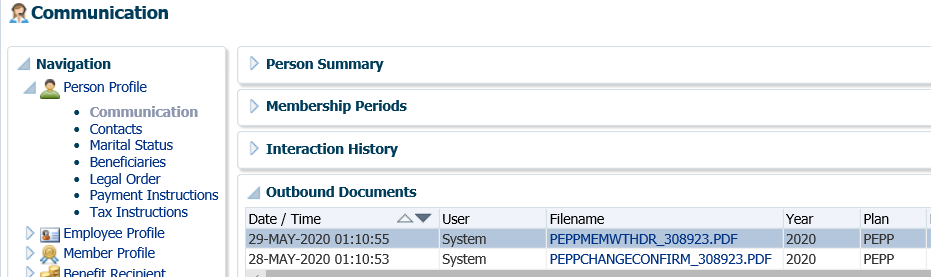 Communication
Navigation
Person Profile
Communication
Contacts
Marital Status
Beneficiaries
Legal Order
Payment Instructions
Tax Instructions
Employee Profile
Member Profile
Benefit Recipient
Person Summary
Membership Periods
Interaction History
Outbound Documents
Date / Time User Filename Year Plan
29-MAY-2020 01:10:55 System PEPPMEMWTHDR_308923.PDF 2020 PEPP
28-MAY-2020 01:10:53 System PEPPCHANGECONFIRM_308923.PDF 2020 PEPP